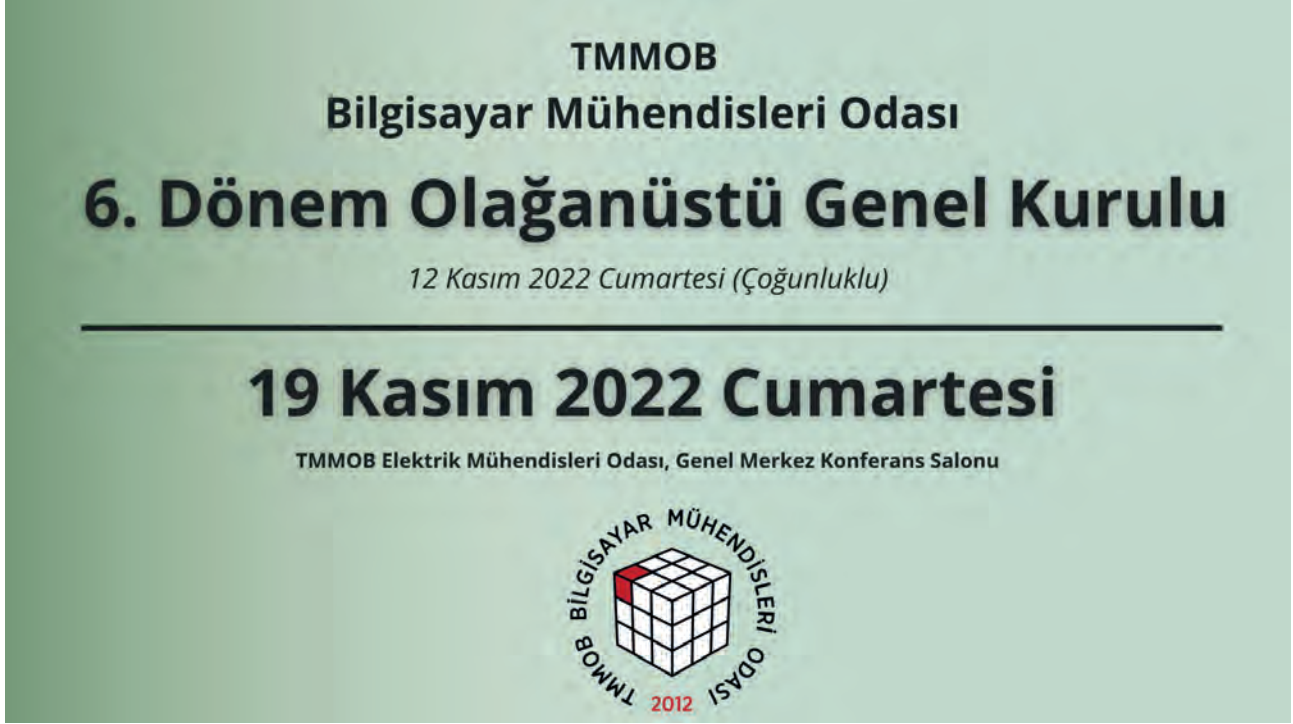 TMMOB
Bilgisayar Mühendisleri Odası
6. Dönem Olağanüstü Genel Kurulu
12 Kasım 2022 Cumartesi (Çoğunluklu)
19 Kasım 2022 Cumartesi
TMMOB Elektrik Mühendisleri Odası, Genel Merkez Konferans Salonu
TMMOB BİLGİSAYAR MÜHENDİSLERİ ODASI
2012